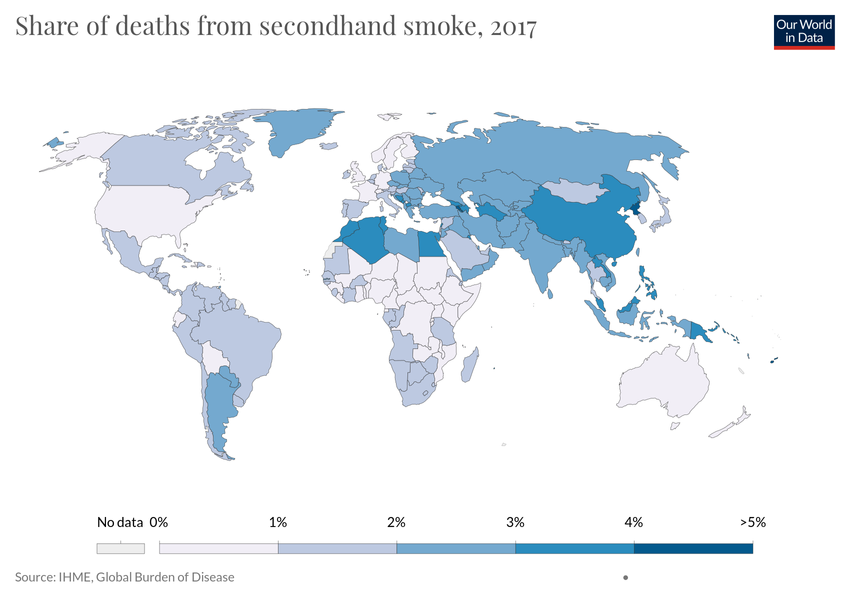 Share of deaths from secondhand smoke, 2017
Our World
in Data
No data 0% 1% 2% 3% 4% >5%
Source: IHME, Global Burden of Disease